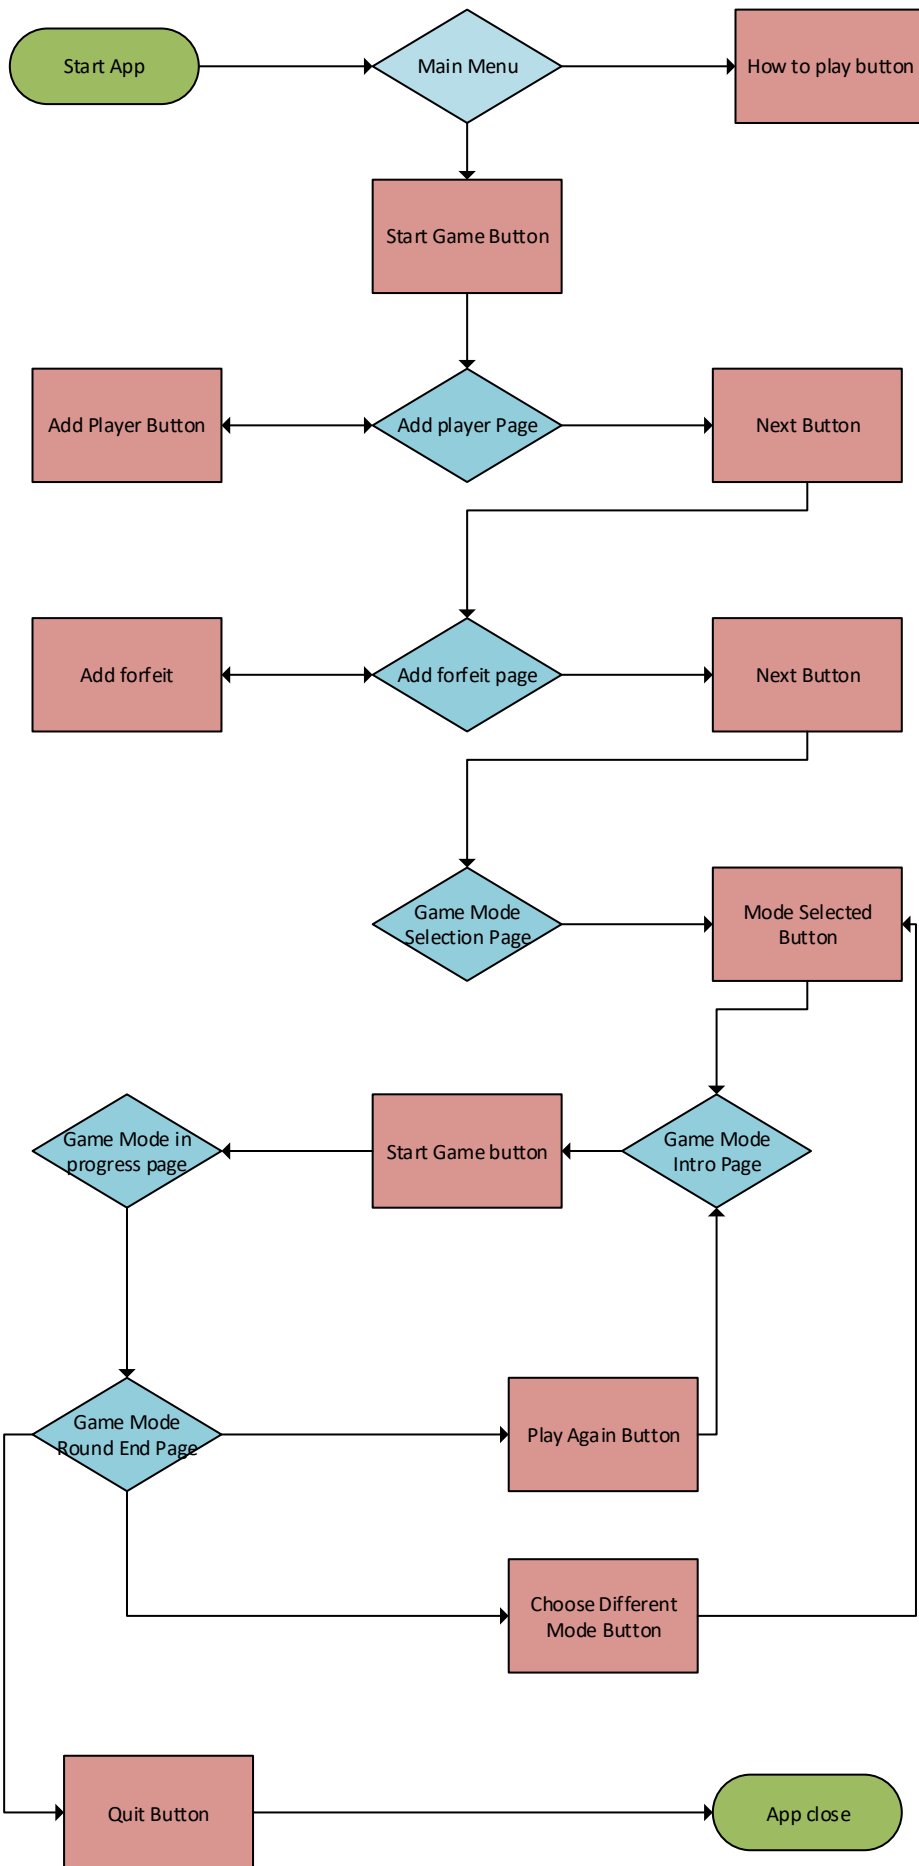 Start App
Main Menu
How to play button
Start Game Button
Add Player Button
Add player Page
Next Button
Add forfeit
Add forfeit page
Next Button
Game Mode
Selection Page
Mode Selected
Button
Game Mode in
progress page
Start Game button
Game Mode
Intro Page
Game Mode
Round End Page
Play Again Button
Choose Different
Mode Button
Quit Button
App close